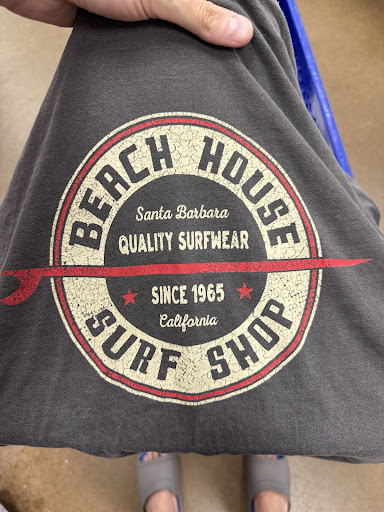 BEACH HOUSE
Santa Barbara
QUALITY SURFWEAR
SINCE 1965
California
SURF SHOP